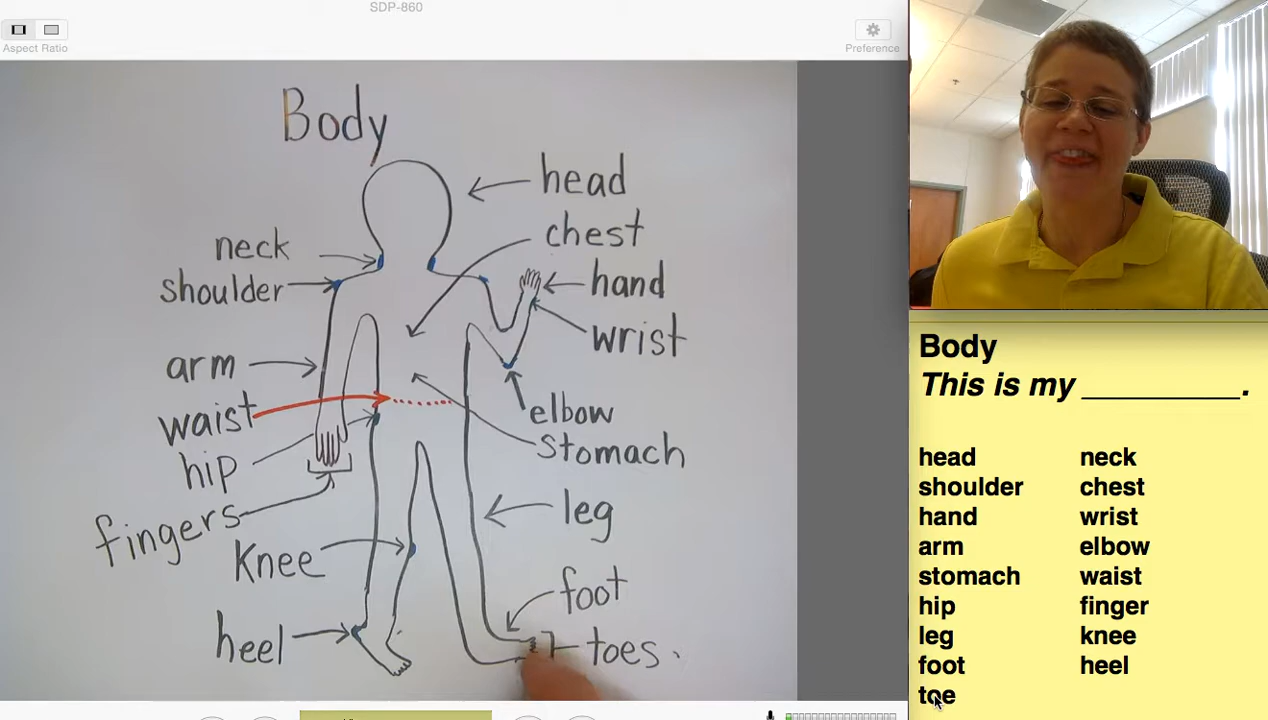 SDP-860
Aspect Ratio
Preference
Body
head
chest
neck
shoulder
hand
wrist
arm
waist
elbow
stomach
hip
fingers
leg
knee
foot
heel
toes.
Body
This is my __________.
head neck
shoulder chest
hand wrist
arm elbow
stomach waist
hip finger
leg knee
foot heel
toe